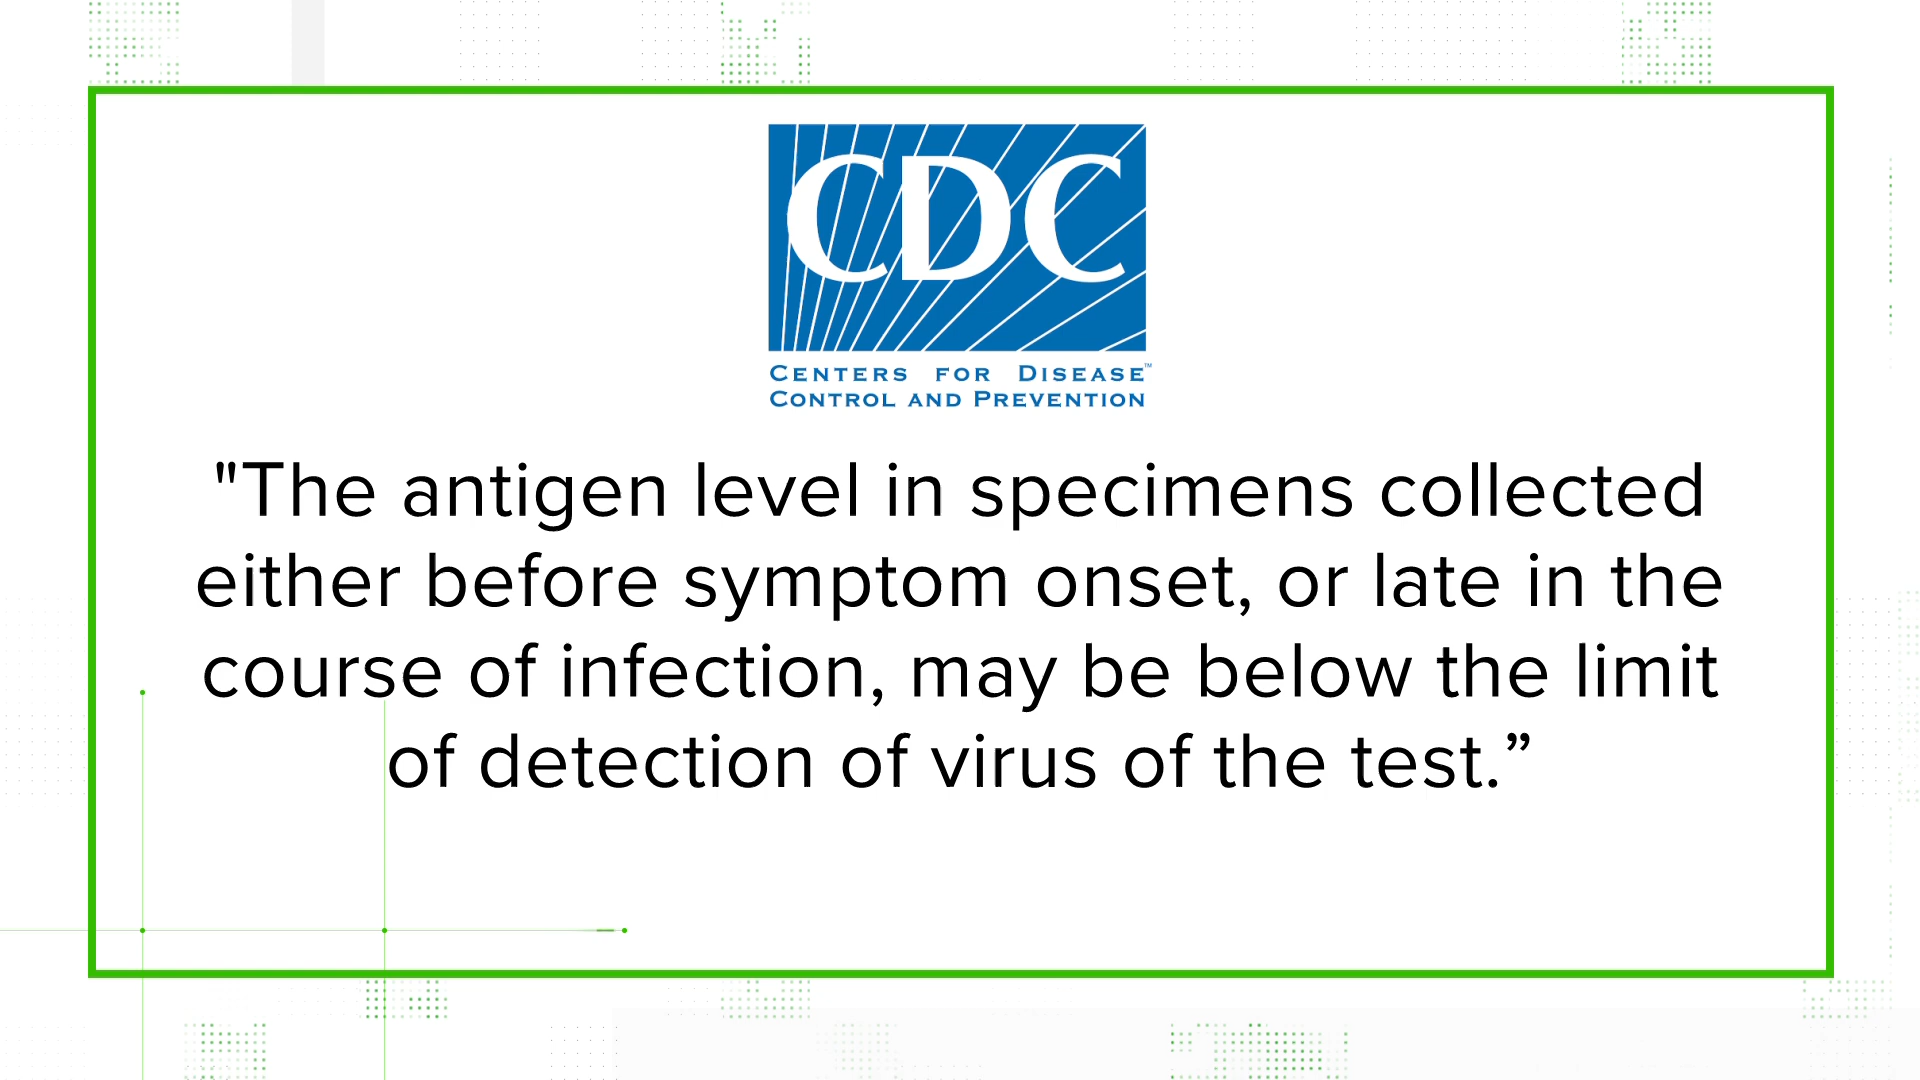 CDC
CENTERS FOR DISEASE™
CONTROL AND PREVENTION
"The antigen level in specimens collected
either before symptom onset, or late in the
course of infection, may be below the limit
of detection of virus of the test.”